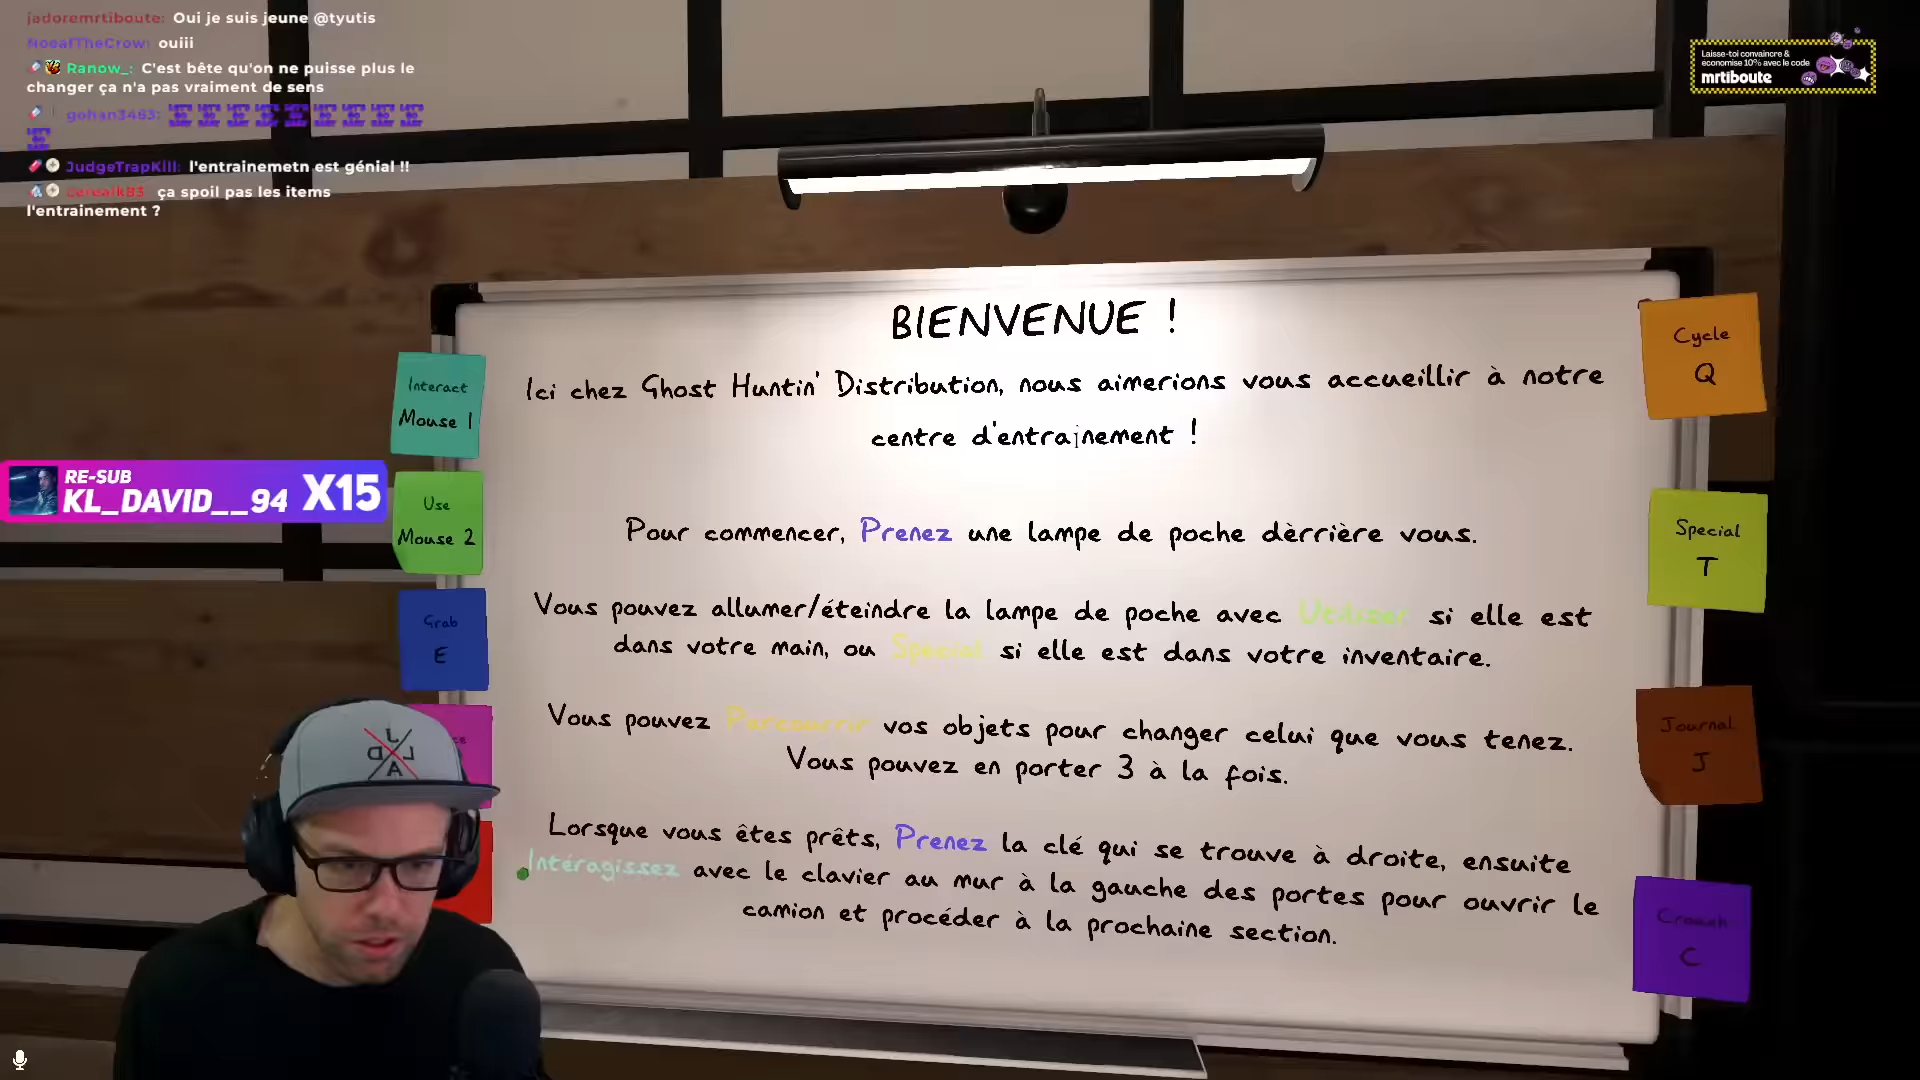 jadoremrtiboute: Oui je suis jeune @tyutis
NoeafTheCrow: ouiii
Ranow_: C'est bête qu'on ne puisse plus le
changer ça n'a pas vraiment de sens
gohan3463:
JudgeTrapKill: l'entrainemetn est génial !!
ça spoil pas les items
l'entrainement ?
Laisse-toi convaincre &
économise 10% avec le code
mrtiboute
RE-SUB
KL_DAVID__94 X15
Interact
Mouse 1
Use
Mouse 2
Grab
E
BIENVENUE !
Ici chez Ghost Huntin' Distribution, nous aimerions vous accueillir à notre
centre d'entrainement !
Pour commencer, Prenez une lampe de poche dèrrière vous.
Vous pouvez allumer/éteindre la lampe de poche avec Utiliser si elle est
dans votre main, ou Special si elle est dans votre inventaire.
Vous pouvez Parcourrir vos objets pour changer celui que vous tenez.
Vous pouvez en porter 3 à la fois.
Lorsque vous êtes prêts, Prenez la clé qui se trouve à droite, ensuite
Intéragissez avec le clavier au mur à la gauche des portes pour ouvrir le
camion et procéder à la prochaine section.
Cycle
Q
Special
T
Journal
J
Crouch
C